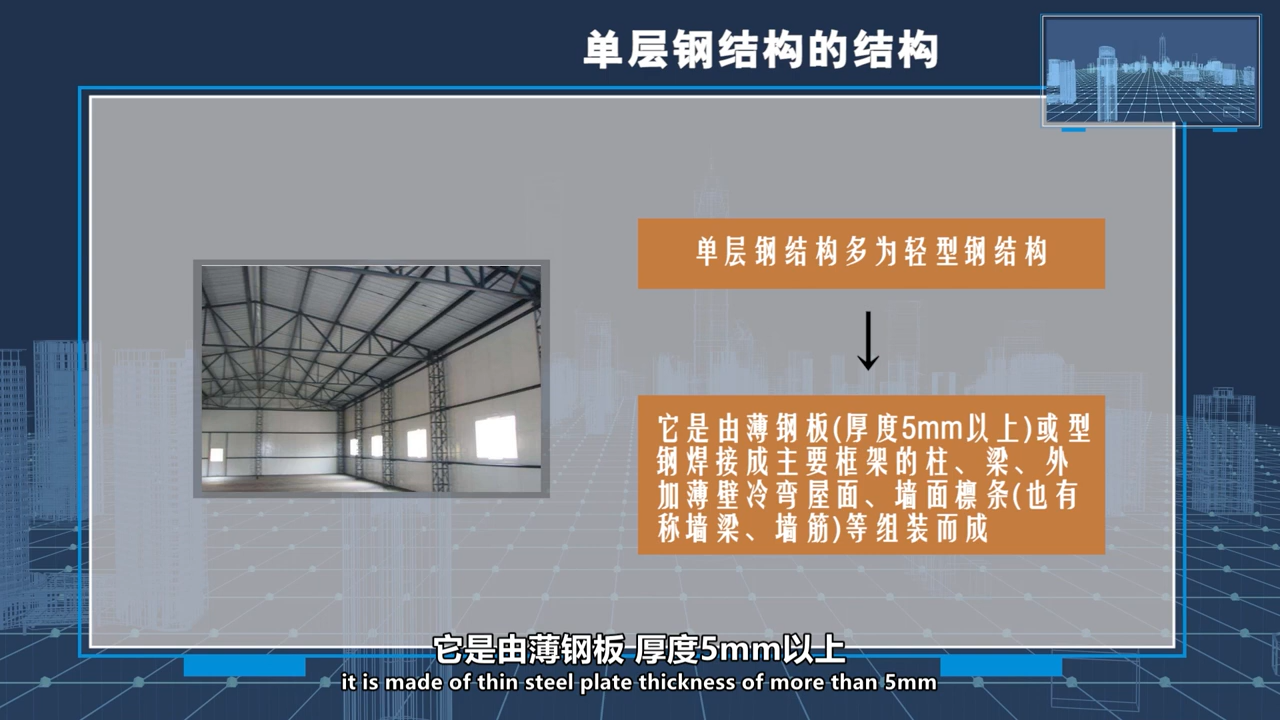 单层钢结构的结构
单层钢结构多为轻型钢结构
它是由薄钢板(厚度5mm以上)或型
钢焊接成主要框架的柱、梁、外
加薄壁冷弯屋面、墙面檩条(也有
称墙梁、墙筋)等组装而成
它是由薄钢板 厚度5mm以上
it is made of thin steel plate thickness of more than 5mm